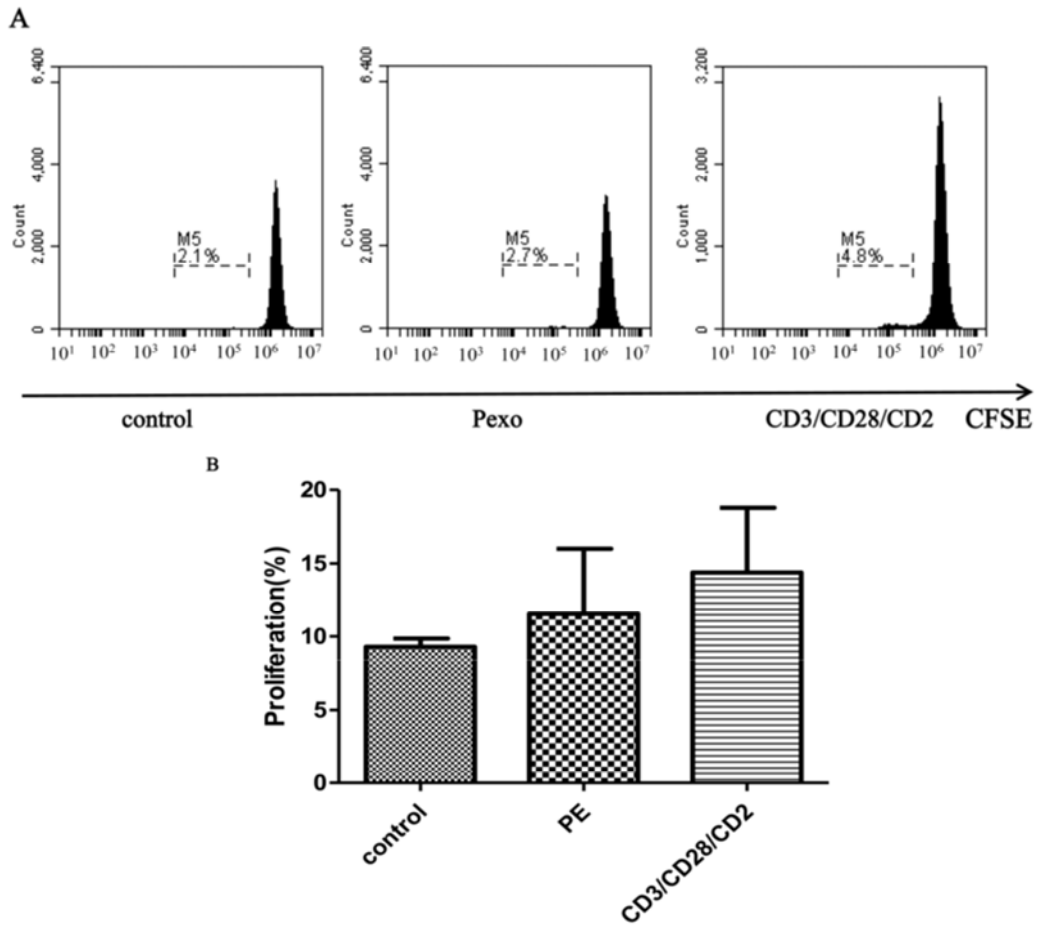 A
6,400
4,000
2,000
0
Count
M5
2.1%
10¹ 10² 10³ 10⁴ 10⁵ 10⁶ 10⁷
control
6,400
4,000
2,000
0
Count
M5
2.7%
10¹ 10² 10³ 10⁴ 10⁵ 10⁶ 10⁷
Pexo
3,200
2,000
1,000
0
Count
M5
4.8%
10¹ 10² 10³ 10⁴ 10⁵ 10⁶ 10⁷
CD3/CD28/CD2
CFSE
B
20
15
10
5
0
Proliferation(%)
control
PE
CD3/CD28/CD2